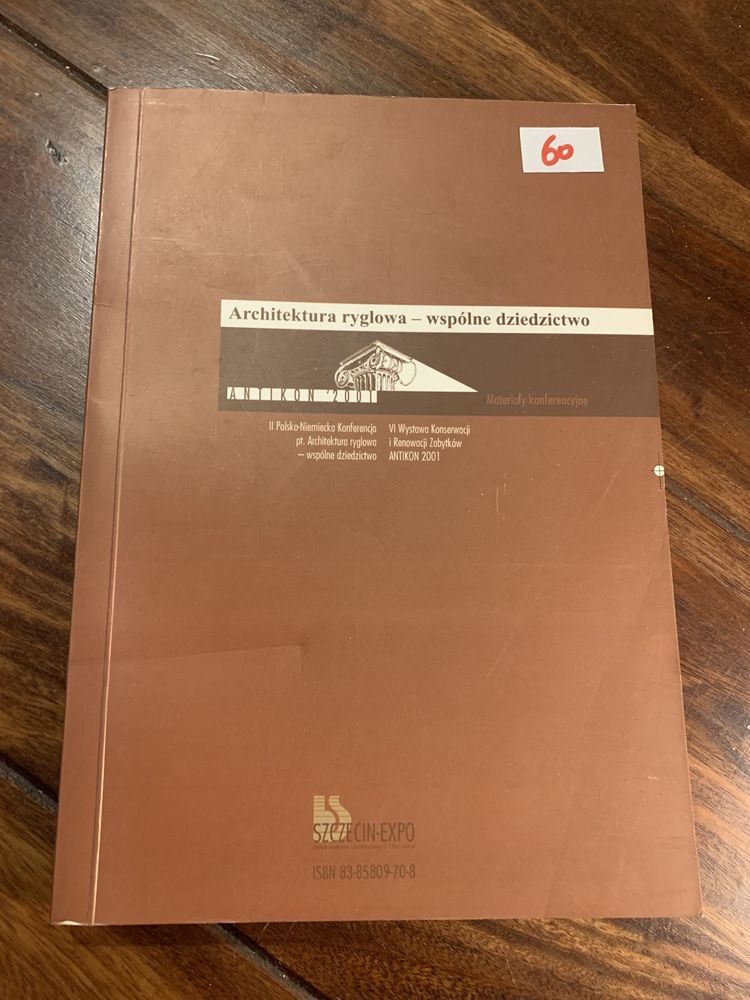 60
Architektura ryglowa – wspólne dziedzictwo
ANTIKON '2001
Materiały konferencyjne
II Polsko-Niemiecka Konferencja
pt. Architektura ryglowa
– wspólne dziedzictwo
VI Wystawa Konserwacji
i Renowacji Zabytków
ANTIKON 2001
SZCZECIN-EXPO
ISBN 83-85809-70-8